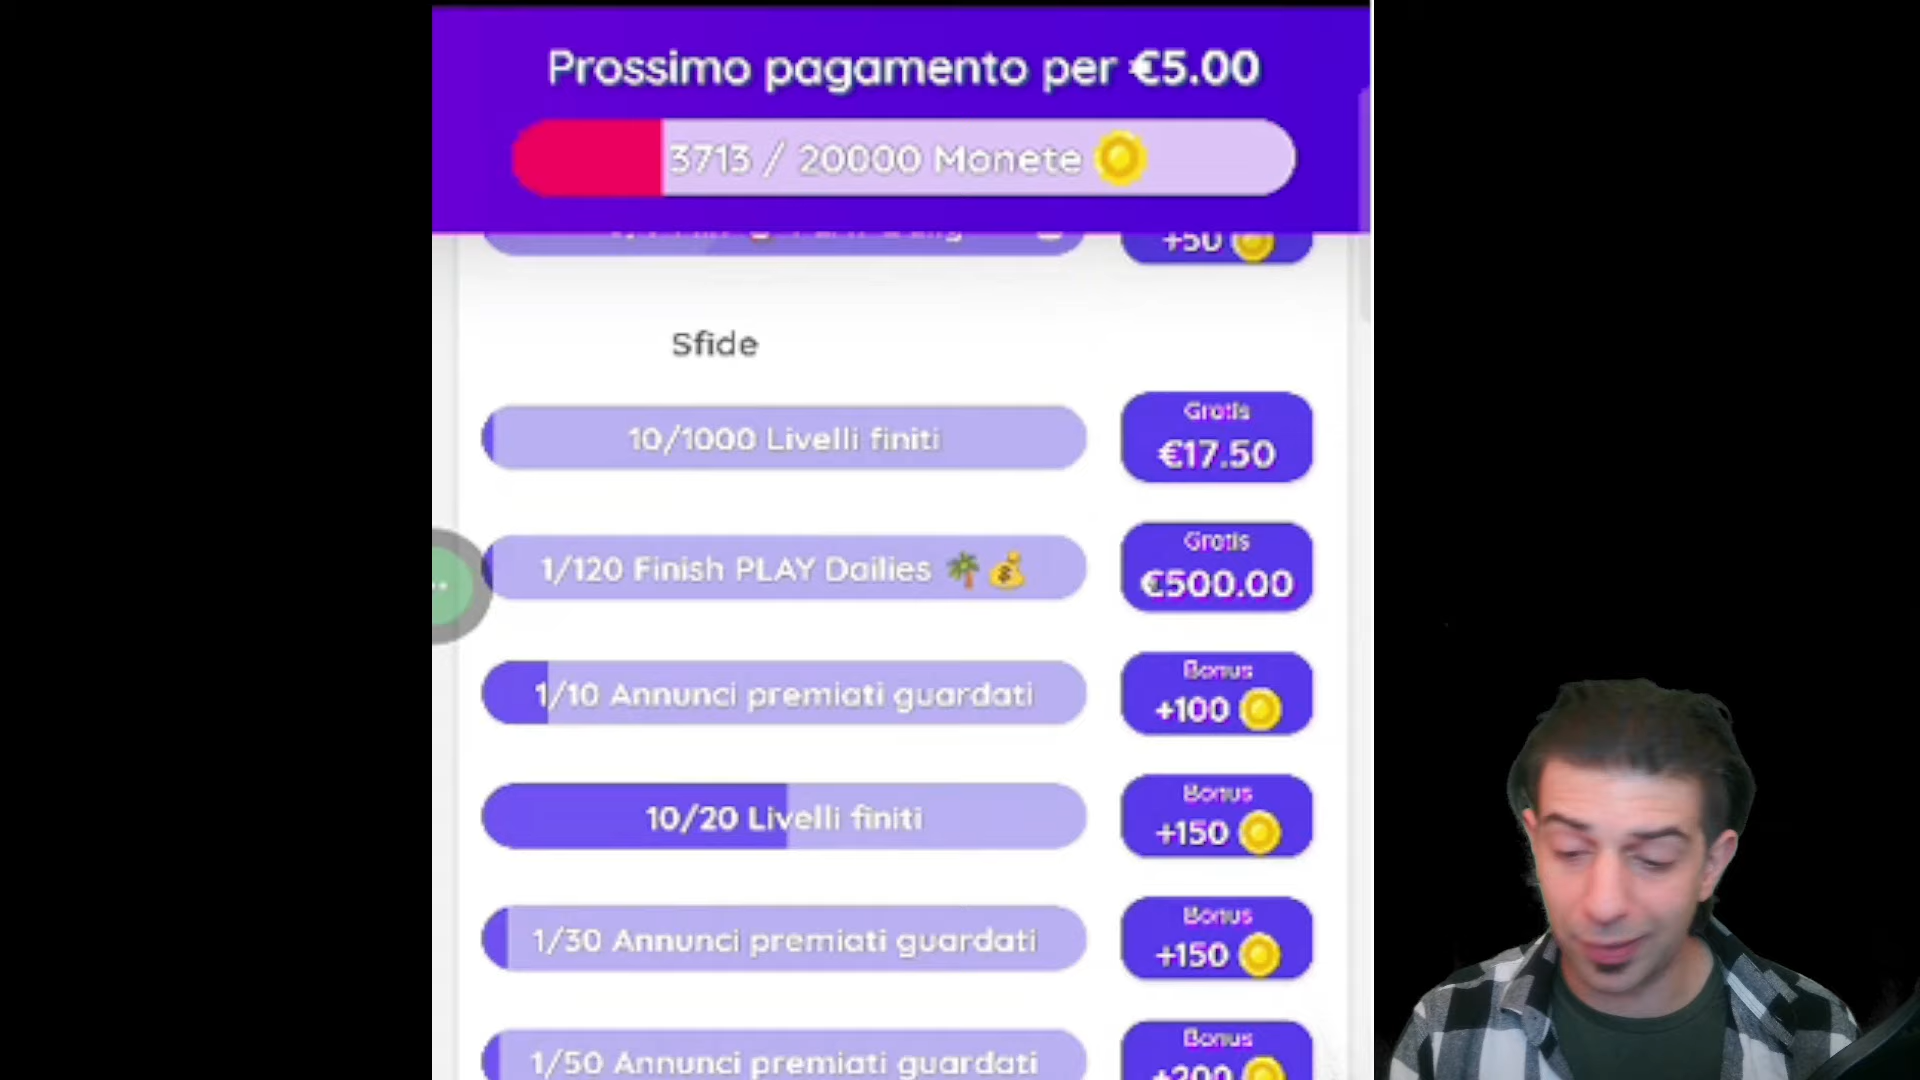 Prossimo pagamento per €5.00
3713 / 20000 Monete
+50
Sfide
10/1000 Livelli finiti
Gratis
€17.50
1/120 Finish PLAY Dailies 🌴💰
Gratis
€500.00
1/10 Annunci premiati guardati
Bonus
+100
10/20 Livelli finiti
Bonus
+150
1/30 Annunci premiati guardati
Bonus
+150
1/50 Annunci premiati guardati
Bonus
+200